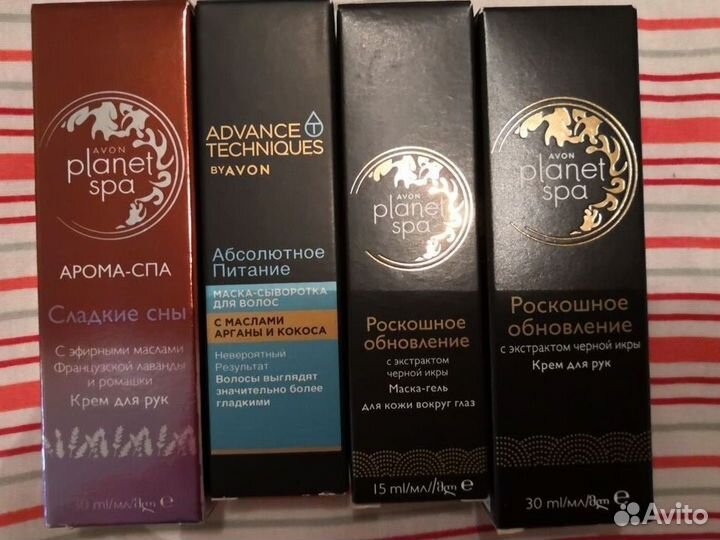 AVON
planet
spa
АРОМА-СПА
Сладкие сны
С эфирными маслами
Французской лаванды
и ромашки
Крем для рук
30 ml/мл/მლ e
ADVANCE T
TECHNIQUES
BY AVON
Абсолютное
Питание
МАСКА-СЫВОРОТКА
ДЛЯ ВОЛОС
С МАСЛАМИ
АРГАНЫ И КОКОСА
Невероятный
Результат
Волосы выглядят
значительно более
гладкими
AVON
planet
spa
Роскошное
обновление
с экстрактом
черной икры
Маска-гель
для кожи вокруг глаз
15 ml/мл/მლ e
AVON
planet
spa
Роскошное
обновление
с экстрактом черной икры
Крем для рук
30 ml/мл/მლ e
Avito